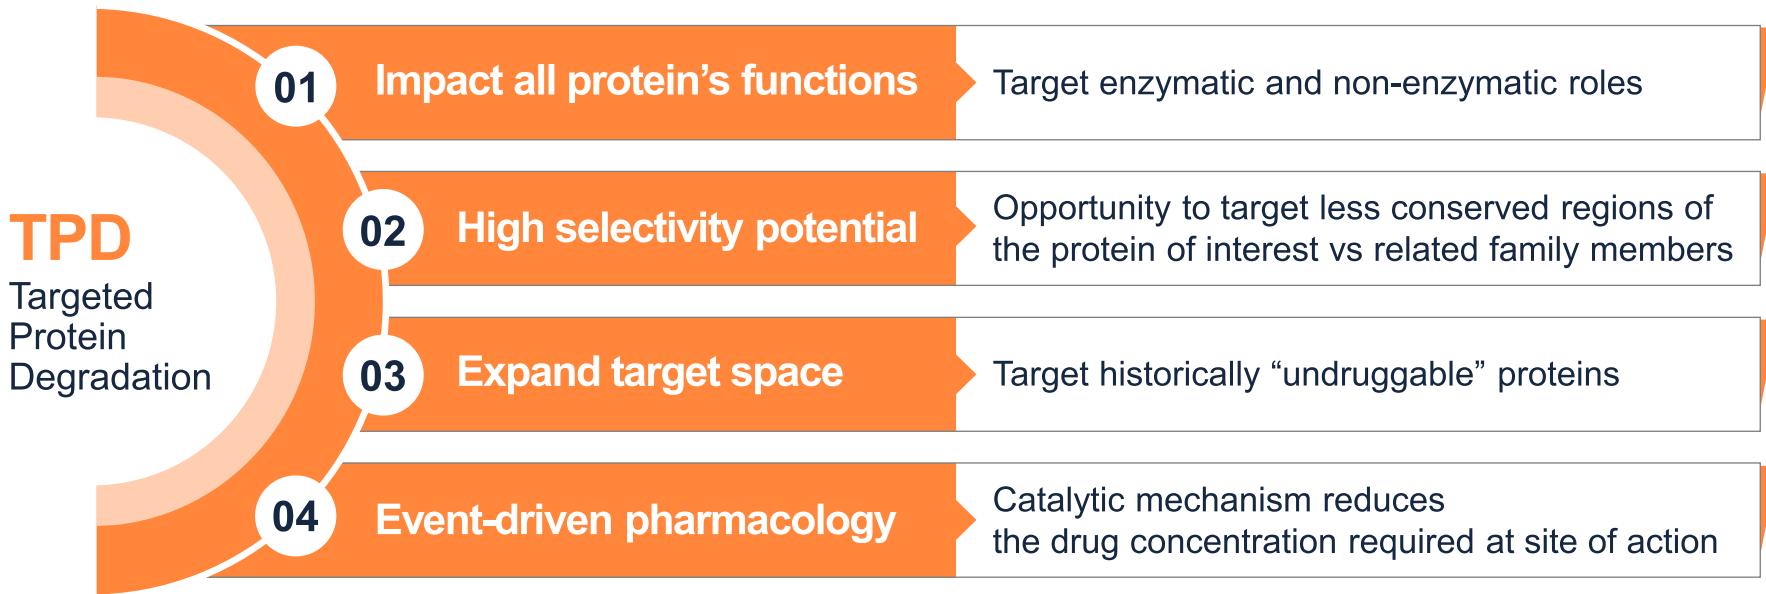 TPD
Targeted
Protein
Degradation
01
Impact all protein’s functions
Target enzymatic and non-enzymatic roles
02
High selectivity potential
Opportunity to target less conserved regions of
the protein of interest vs related family members
03
Expand target space
Target historically “undruggable” proteins
04
Event-driven pharmacology
Catalytic mechanism reduces
the drug concentration required at site of action